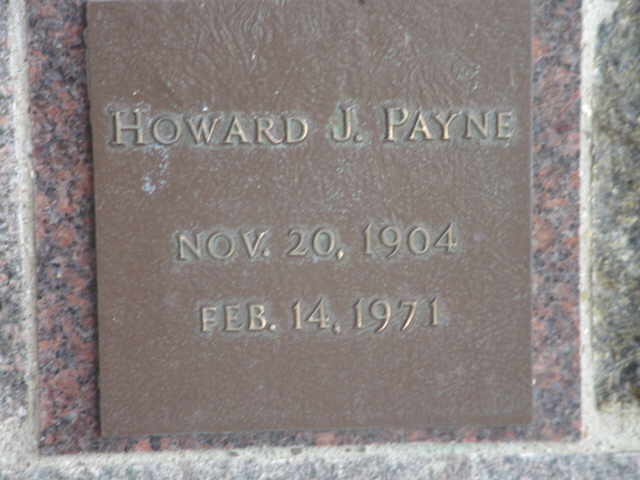 HOWARD J. PAYNE
NOV. 20, 1904
FEB. 14, 1971